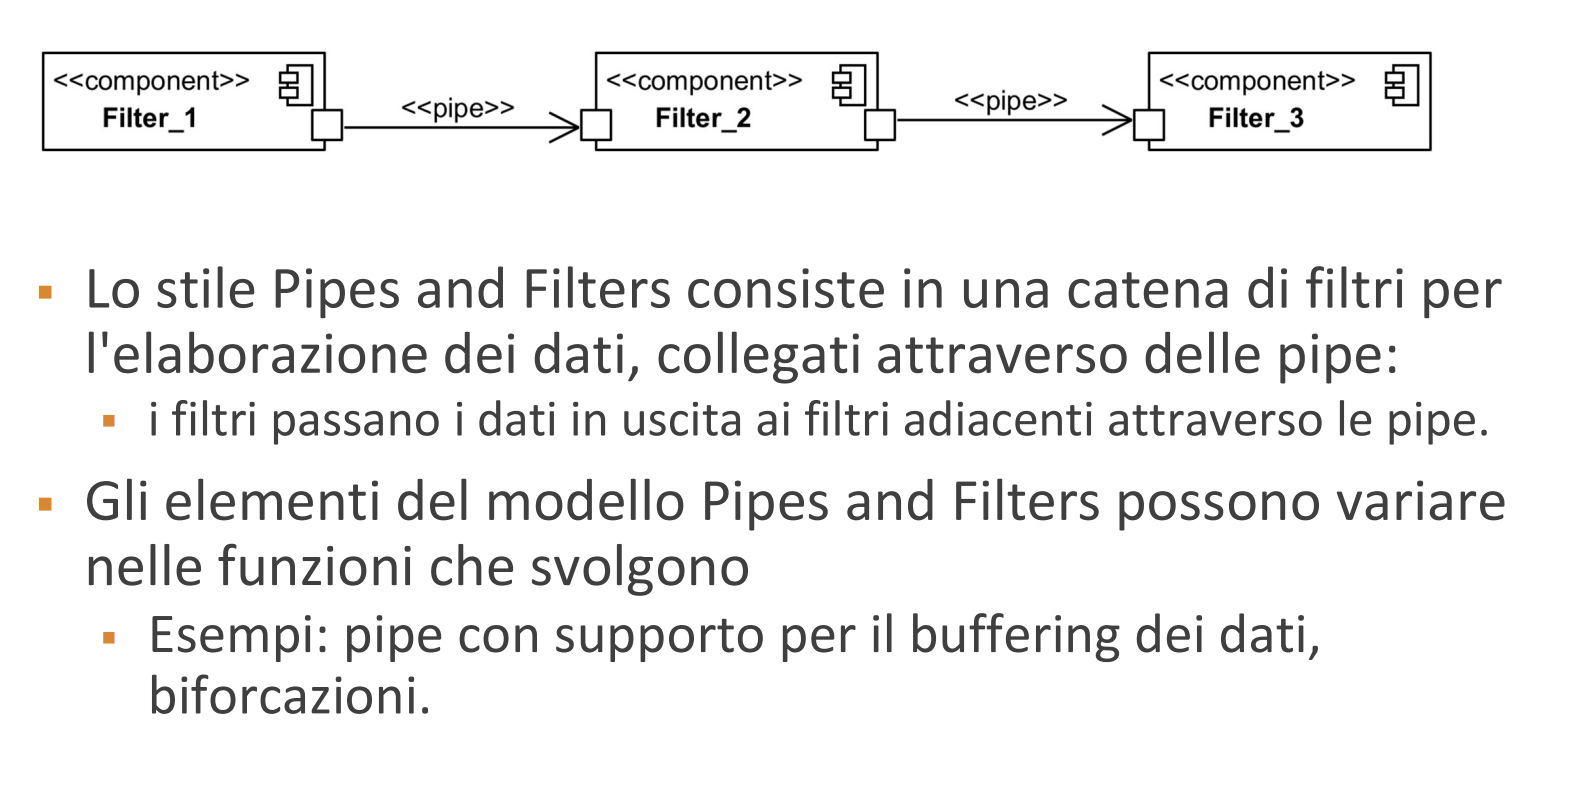 <<component>>
Filter_1
<<pipe>>
<<component>>
Filter_2
<<pipe>>
<<component>>
Filter_3
Lo stile Pipes and Filters consiste in una catena di filtri per
l'elaborazione dei dati, collegati attraverso delle pipe:
i filtri passano i dati in uscita ai filtri adiacenti attraverso le pipe.
Gli elementi del modello Pipes and Filters possono variare
nelle funzioni che svolgono
Esempi: pipe con supporto per il buffering dei dati,
biforcazioni.